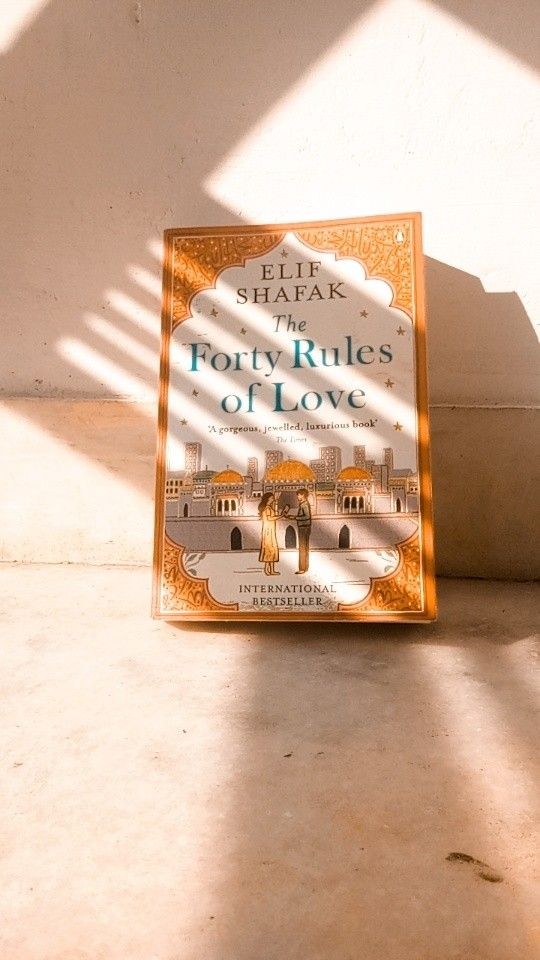 ELIF
SHAFAK
The
Forty Rules
of Love
'A gorgeous, jewelled, luxurious book'
The Times
INTERNATIONAL
BESTSELLER